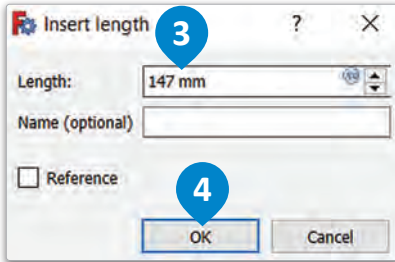 Insert length
?
3
Length:
147 mm
Name (optional)
Reference
4
OK
Cancel